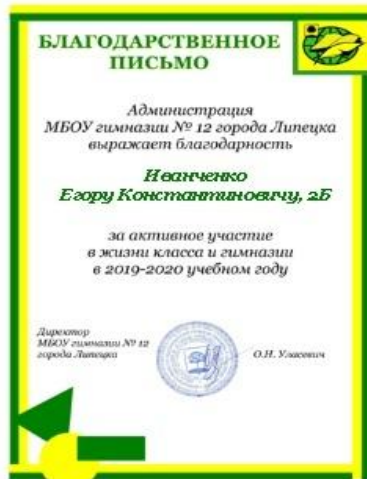 БЛАГОДАРСТВЕННОЕ
ПИСЬМО
Администрация
МБОУ гимназии № 12 города Липецка
выражает благодарность
Иванченко
Егору Константиновичу, 2Б
за активное участие
в жизни класса и гимназии
в 2019-2020 учебном году
Директор
МБОУ гимназии № 12
города Липецка
О.Н. Уласевич